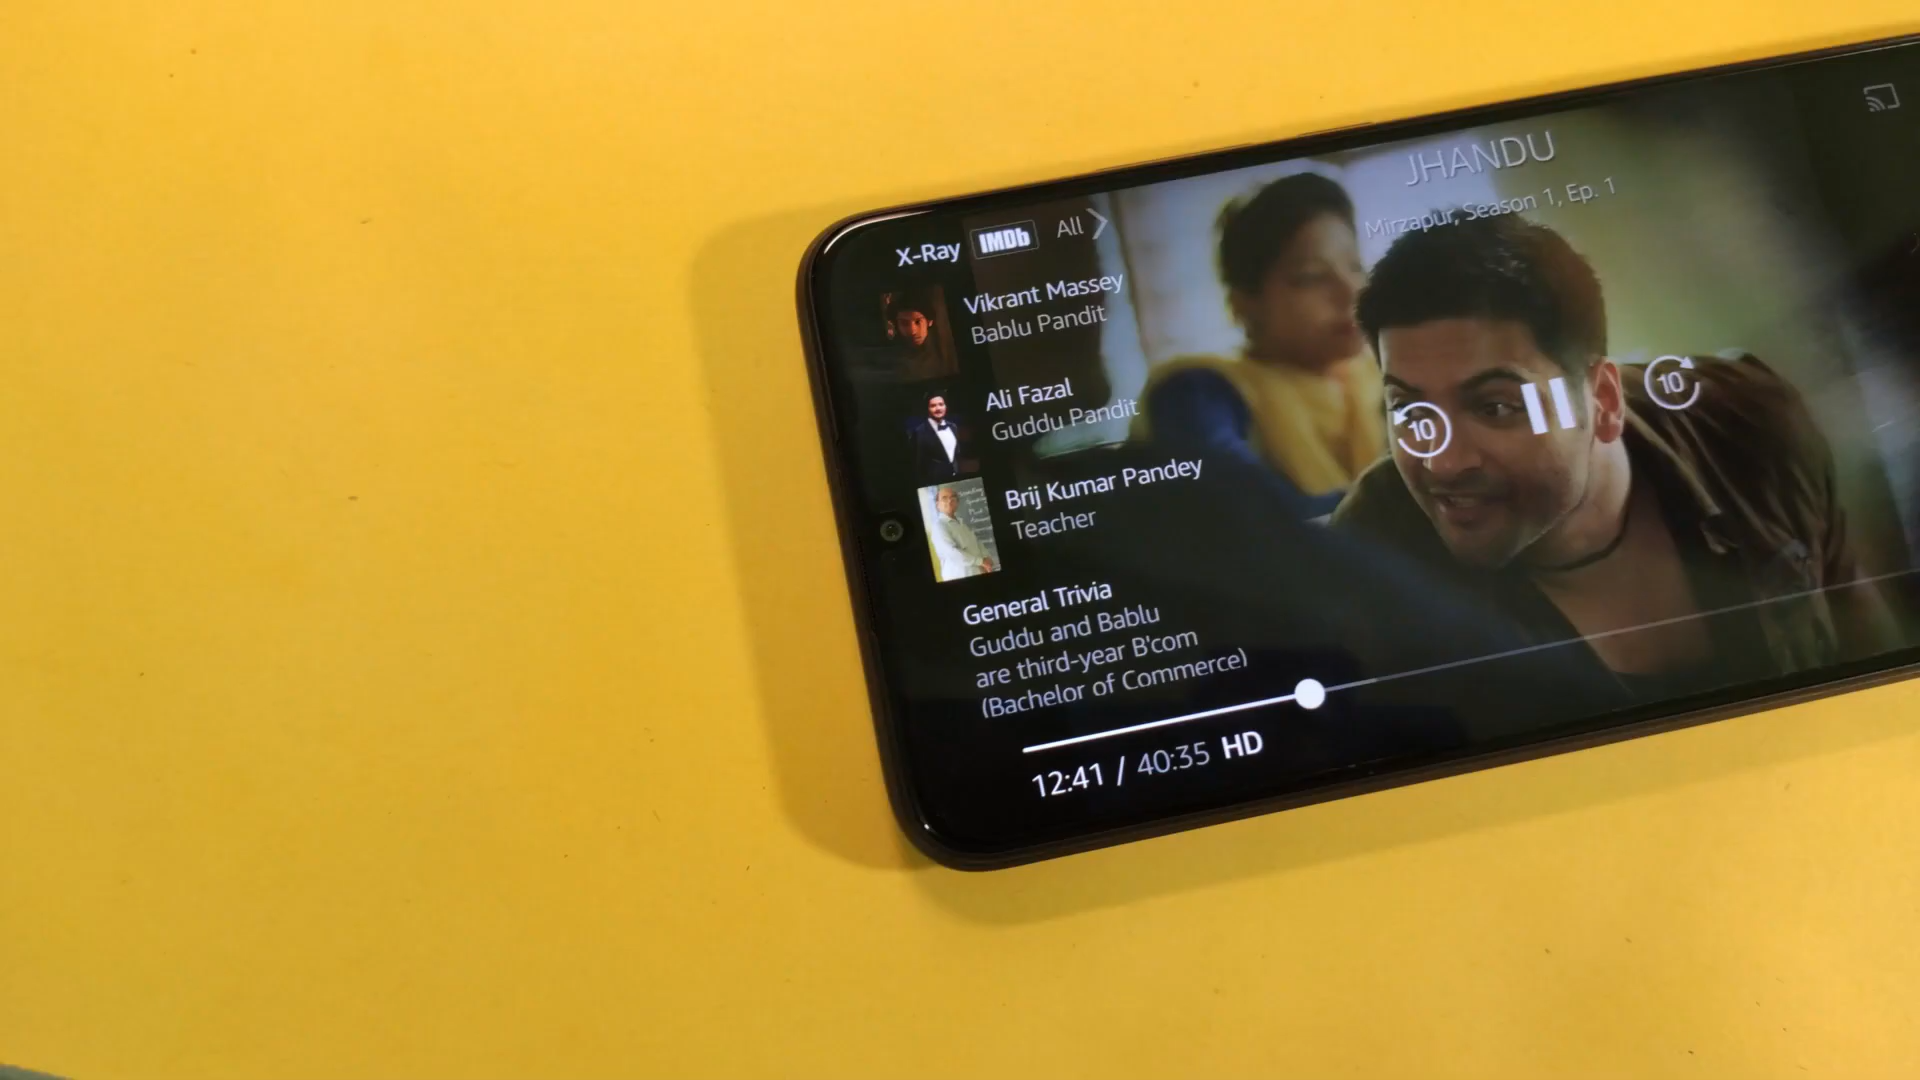 JHANDU
Mirzapur, Season 1, Ep. 1
X-Ray IMDb All
Vikrant Massey
Bablu Pandit
Ali Fazal
Guddu Pandit
Brij Kumar Pandey
Teacher
General Trivia
Guddu and Bablu
are third-year B'com
(Bachelor of Commerce)
10
10
12:41 / 40:35 HD